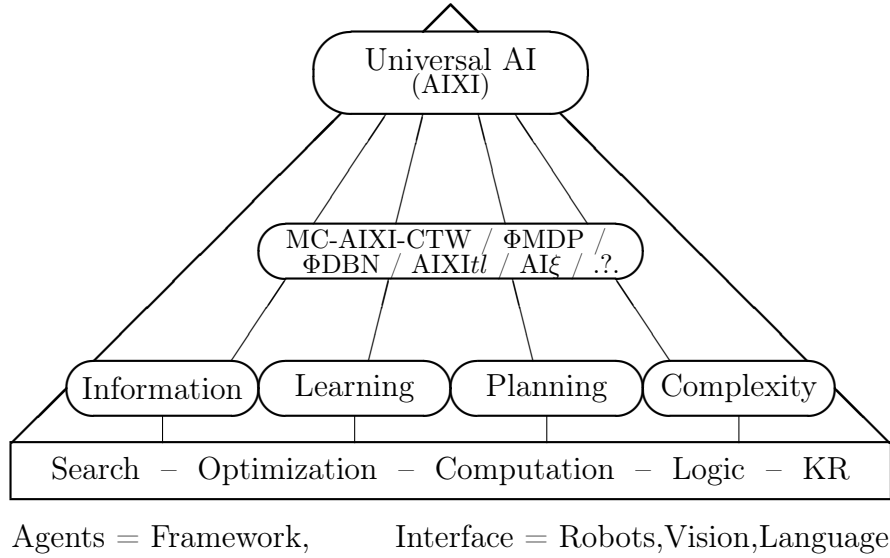 Universal AI
(AIXI)
MC-AIXI-CTW / ΦMDP /
ΦDBN / AIXItl / AIξ / .?.
Information Learning Planning Complexity
Search – Optimization – Computation – Logic – KR
Agents = Framework, Interface = Robots,Vision,Language